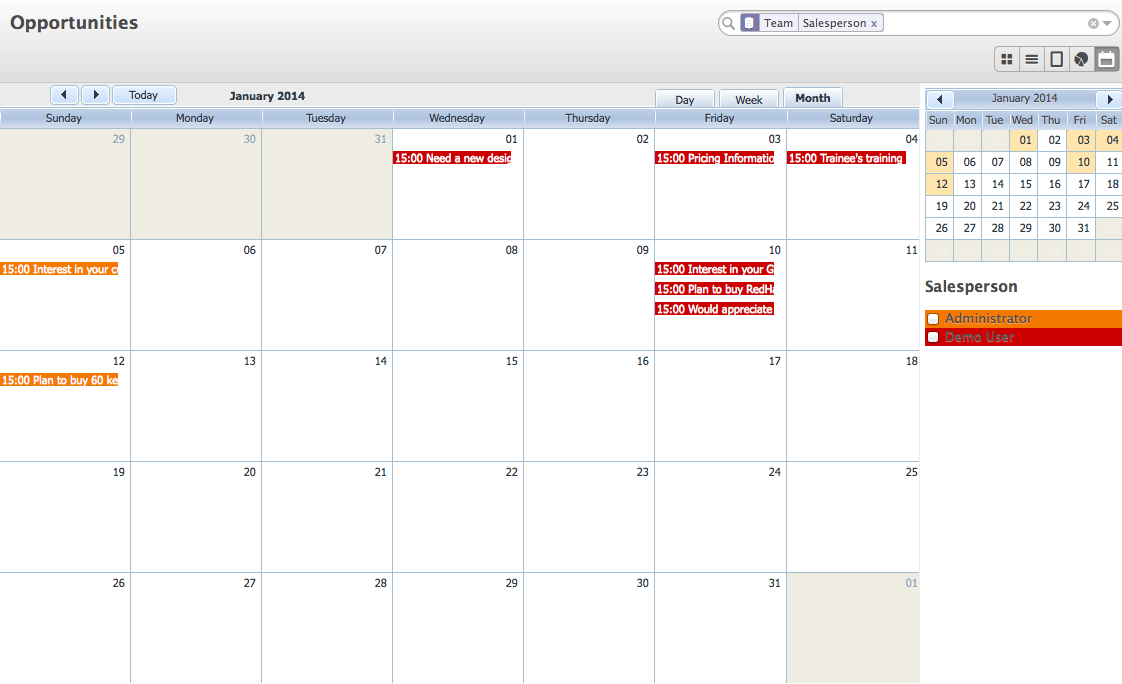 Opportunities
Team Salesperson x
Today January 2014 Day Week Month
Sunday Monday Tuesday Wednesday Thursday Friday Saturday
29 30 31 01 02 03 04
15:00 Need a new desig 15:00 Pricing Informatio 15:00 Trainee's training
05 06 07 08 09 10 11
15:00 Interest in your c 15:00 Interest in your G
15:00 Plan to buy RedHa
15:00 Would appreciate
12 13 14 15 16 17 18
15:00 Plan to buy 60 ke
19 20 21 22 23 24 25
26 27 28 29 30 31 01
January 2014
Sun Mon Tue Wed Thu Fri Sat
01 02 03 04
05 06 07 08 09 10 11
12 13 14 15 16 17 18
19 20 21 22 23 24 25
26 27 28 29 30 31
Salesperson
Administrator
Demo User